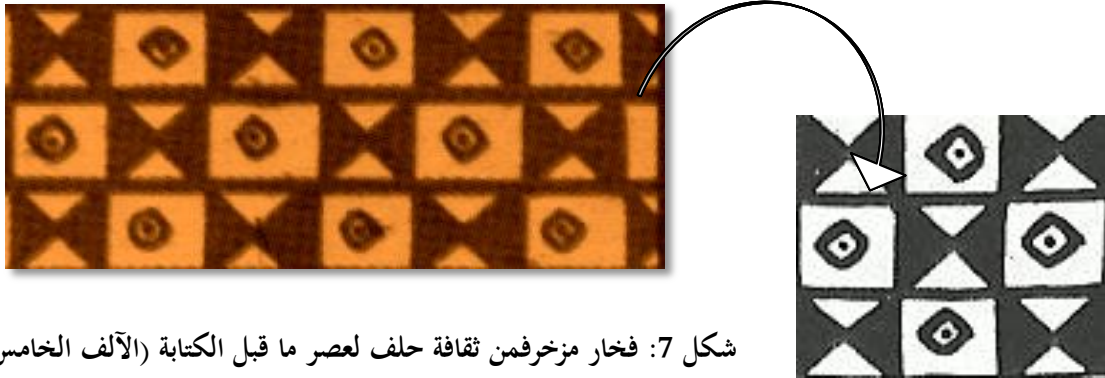 شكل 7: فخار مزخرفمن ثقافة حلف لعصر ما قبل الكتابة (الآلف الخامس